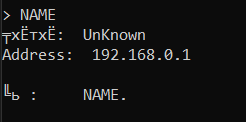 > NAME
╤хЁтхЁ:  UnKnown
Address:  192.168.0.1
╚ь :     NAME.